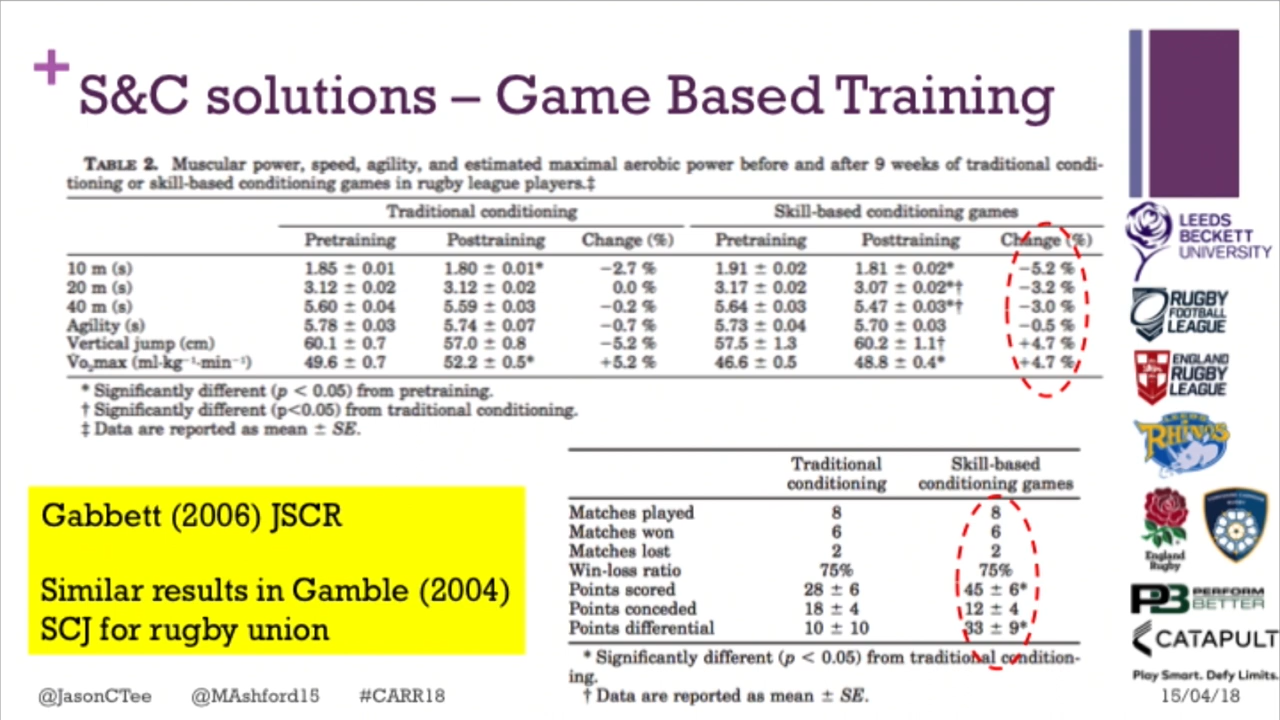 + S&C solutions – Game Based Training
TABLE 2. Muscular power, speed, agility, and estimated maximal aerobic power before and after 9 weeks of traditional condi-
tioning or skill-based conditioning games in rugby league players.‡
Traditional conditioning Skill-based conditioning games
Pretraining Posttraining Change (%) Pretraining Posttraining Change (%)
10 m (s) 1.85 ± 0.01 1.80 ± 0.01* −2.7 % 1.91 ± 0.02 1.81 ± 0.02* −5.2 %
20 m (s) 3.12 ± 0.02 3.12 ± 0.02 0.0 % 3.17 ± 0.02 3.07 ± 0.02*† −3.2 %
40 m (s) 5.60 ± 0.04 5.59 ± 0.03 −0.2 % 5.64 ± 0.03 5.47 ± 0.03*† −3.0 %
Agility (s) 5.78 ± 0.03 5.74 ± 0.07 −0.7 % 5.73 ± 0.04 5.70 ± 0.03 −0.5 %
Vertical jump (cm) 60.1 ± 0.7 57.0 ± 0.8 −5.2 % 57.5 ± 1.3 60.2 ± 1.1† +4.7 %
V̇o₂max (ml·kg⁻¹·min⁻¹) 49.6 ± 0.7 52.2 ± 0.5* +5.2 % 46.6 ± 0.5 48.8 ± 0.4* +4.7 %
* Significantly different (p < 0.05) from pretraining.
† Significantly different (p<0.05) from traditional conditioning.
‡ Data are reported as mean ± SE.
Traditional Skill-based
conditioning conditioning games
Matches played 8 8
Matches won 6 6
Matches lost 2 2
Win-loss ratio 75% 75%
Points scored 28 ± 6 45 ± 6*
Points conceded 18 ± 4 12 ± 4
Points differential 10 ± 10 33 ± 9*
* Significantly different (p < 0.05) from traditional condition-
ing.
† Data are reported as mean ± SE.
Gabbett (2006) JSCR
Similar results in Gamble (2004)
SCJ for rugby union
@JasonCTee @MAshford15 #CARR18
15/04/18
LEEDS
BECKETT
UNIVERSITY
RUGBY
FOOTBALL
LEAGUE
ENGLAND
RUGBY
LEAGUE
LEEDS
RHINOS
England
Rugby
PB PERFORM
BETTER
CATAPULT
Play Smart. Defy Limits.